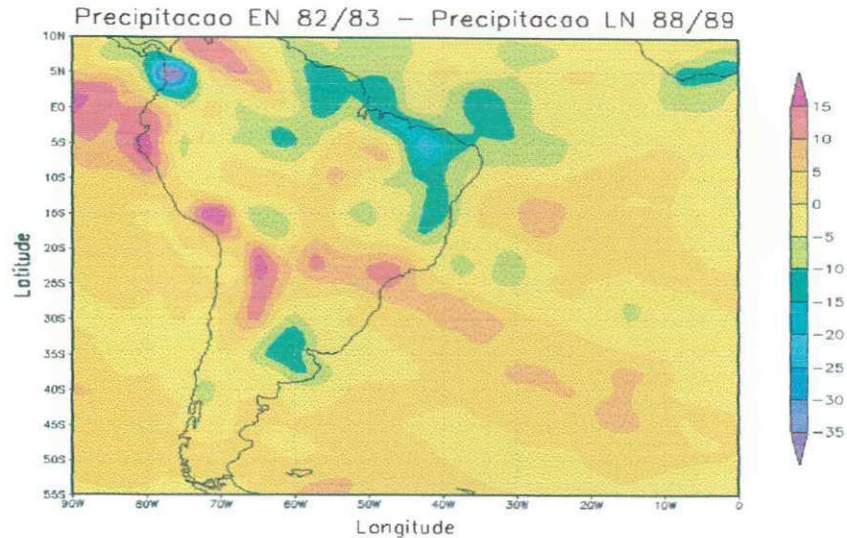 Precipitacao EN 82/83 – Precipitacao LN 88/89
10N
5N
EQ
5S
10S
15S
20S
25S
30S
35S
40S
45S
50S
55S
90W 80W 70W 60W 50W 40W 30W 20W 10W 0
Latitude
Longitude
15
10
5
0
-5
-10
-15
-20
-25
-30
-35